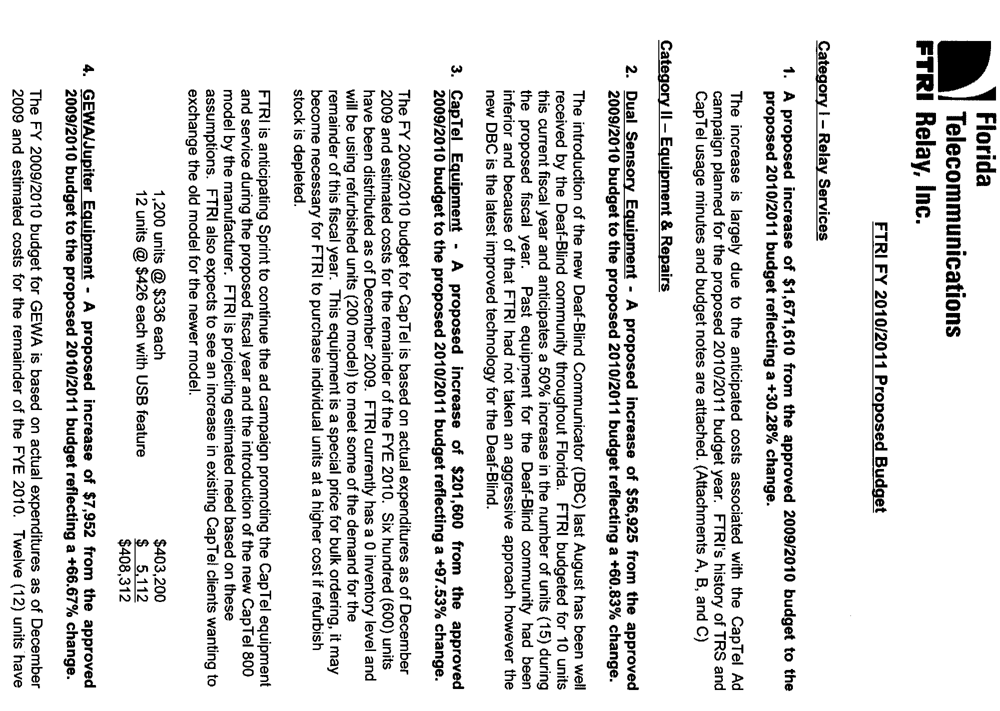 Florida
Telecommunications
FTRI Relay, Inc.
FTRI FY 2010/2011 Proposed Budget
Category I – Relay Services
1. A proposed increase of $1,671,610 from the approved 2009/2010 budget to the
proposed 2010/2011 budget reflecting a +30.28% change.
The increase is largely due to the anticipated costs associated with the CapTel Ad
campaign planned for the proposed 2010/2011 budget year. FTRI's history of TRS and
CapTel usage minutes and budget notes are attached. (Attachments A, B, and C)
Category II – Equipment & Repairs
2. Dual Sensory Equipment - A proposed increase of $56,925 from the approved
2009/2010 budget to the proposed 2010/2011 budget reflecting a +60.83% change.
The introduction of the new Deaf-Blind Communicator (DBC) last August has been well
received by the Deaf-Blind community throughout Florida. FTRI budgeted for 10 units
this current fiscal year and anticipates a 50% increase in the number of units (15) during
the proposed fiscal year. Past equipment for the Deaf-Blind community had been
inferior and because of that FTRI had not taken an aggressive approach however the
new DBC is the latest improved technology for the Deaf-Blind.
3. CapTel Equipment - A proposed increase of $201,600 from the approved
2009/2010 budget to the proposed 2010/2011 budget reflecting a +97.53% change.
The FY 2009/2010 budget for CapTel is based on actual expenditures as of December
2009 and estimated costs for the remainder of the FYE 2010. Six hundred (600) units
have been distributed as of December 2009. FTRI currently has a 0 inventory level and
will be using refurbished units (200 model) to meet some of the demand for the
remainder of this fiscal year. This equipment is a special price for bulk ordering, it may
become necessary for FTRI to purchase individual units at a higher cost if refurbish
stock is depleted.
FTRI is anticipating Sprint to continue the ad campaign promoting the CapTel equipment
and service during the proposed fiscal year and the introduction of the new CapTel 800
model by the manufacturer. FTRI is projecting estimated need based on these
assumptions. FTRI also expects to see an increase in existing CapTel clients wanting to
exchange the old model for the newer model.
1,200 units @ $336 each $403,200
12 units @ $426 each with USB feature $ 5,112
$408,312
4. GEWA/Jupiter Equipment - A proposed increase of $7,952 from the approved
2009/2010 budget to the proposed 2010/2011 budget reflecting a +66.67% change.
The FY 2009/2010 budget for GEWA is based on actual expenditures as of December
2009 and estimated costs for the remainder of the FYE 2010. Twelve (12) units have